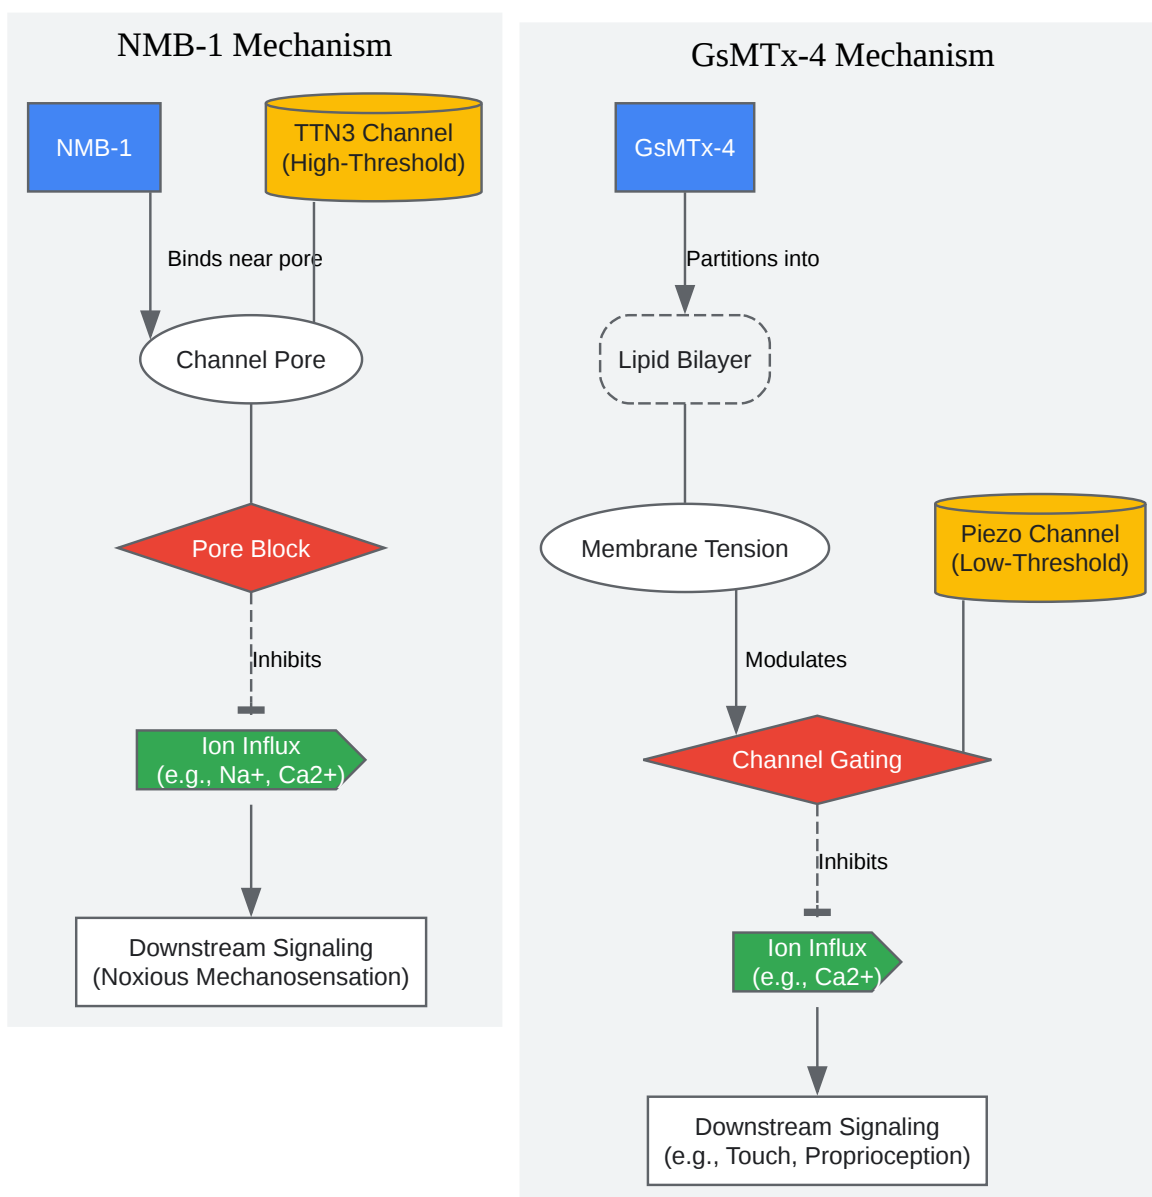 NMB-1 Mechanism
NMB-1
TTN3 Channel
(High-Threshold)
Binds near pore
Channel Pore
Pore Block
Inhibits
Ion Influx
(e.g., Na+, Ca2+)
Downstream Signaling
(Noxious Mechanosensation)
GsMTx-4 Mechanism
GsMTx-4
Partitions into
Lipid Bilayer
Membrane Tension
Piezo Channel
(Low-Threshold)
Modulates
Channel Gating
Inhibits
Ion Influx
(e.g., Ca2+)
Downstream Signaling
(e.g., Touch, Proprioception)